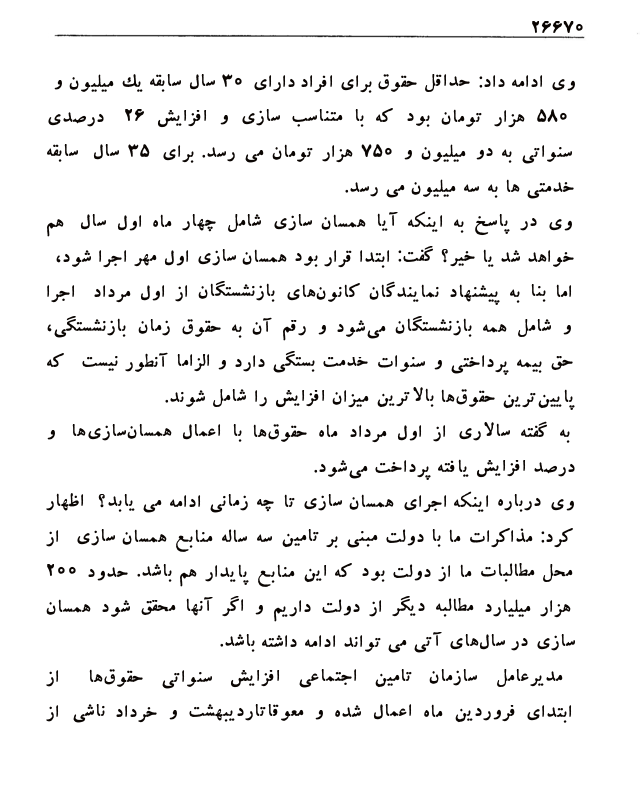 ۲۶۶۷۰
وی ادامه داد: حداقل حقوق برای افراد دارای ۳۰ سال سابقه یك میلیون و
۵۸۰ هزار تومان بود که با متناسب سازی و افزایش ۲۶ درصدی
سنواتی به دو میلیون و ۷۵۰ هزار تومان می رسد. برای ۳۵ سال سابقه
خدمتی ها به سه میلیون می رسد.
وی در پاسخ به اینکه آیا همسان سازی شامل چهار ماه اول سال هم
خواهد شد یا خیر؟ گفت: ابتدا قرار بود همسان سازی اول مهر اجرا شود،
اما بنا به پیشنهاد نمایندگان کانون‌های بازنشستگان از اول مرداد اجرا
و شامل همه بازنشستگان می‌شود و رقم آن به حقوق زمان بازنشستگی،
حق بیمه پرداختی و سنوات خدمت بستگی دارد و الزاما آنطور نیست که
پایین‌ترین حقوق‌ها بالاترین میزان افزایش را شامل شوند.
به گفته سالاری از اول مرداد ماه حقوق‌ها با اعمال همسان‌سازی‌ها و
درصد افزایش یافته پرداخت می‌شود.
وی درباره اینکه اجرای همسان سازی تا چه زمانی ادامه می یابد؟ اظهار
کرد: مذاکرات ما با دولت مبنی بر تامین سه ساله منابع همسان سازی از
محل مطالبات ما از دولت بود که این منابع پایدار هم باشد. حدود ۲۰۰
هزار میلیارد مطالبه دیگر از دولت داریم و اگر آنها محقق شود همسان
سازی در سال‌های آتی می تواند ادامه داشته باشد.
مدیرعامل سازمان تامین اجتماعی افزایش سنواتی حقوق‌ها از
ابتدای فروردین ماه اعمال شده و معوقاتاردیبهشت و خرداد ناشی از